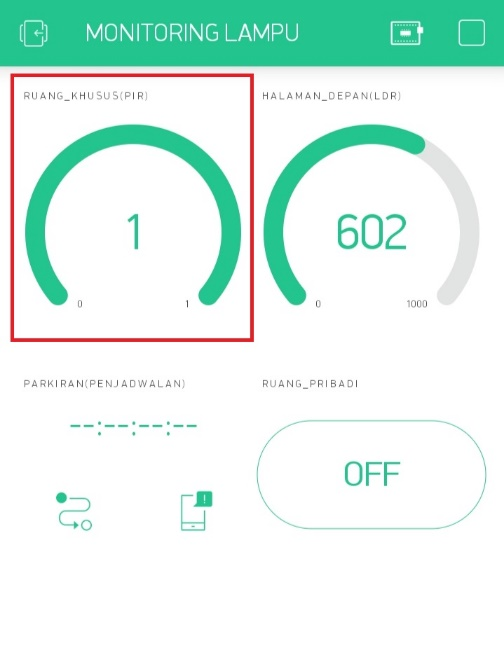 MONITORING LAMPU
RUANG_KHUSUS(PIR)
1
0
1
HALAMAN_DEPAN(LDR)
602
0
1000
PARKIRAN(PENJADWALAN)
--:--:--:--
!
RUANG_PRIBADI
OFF